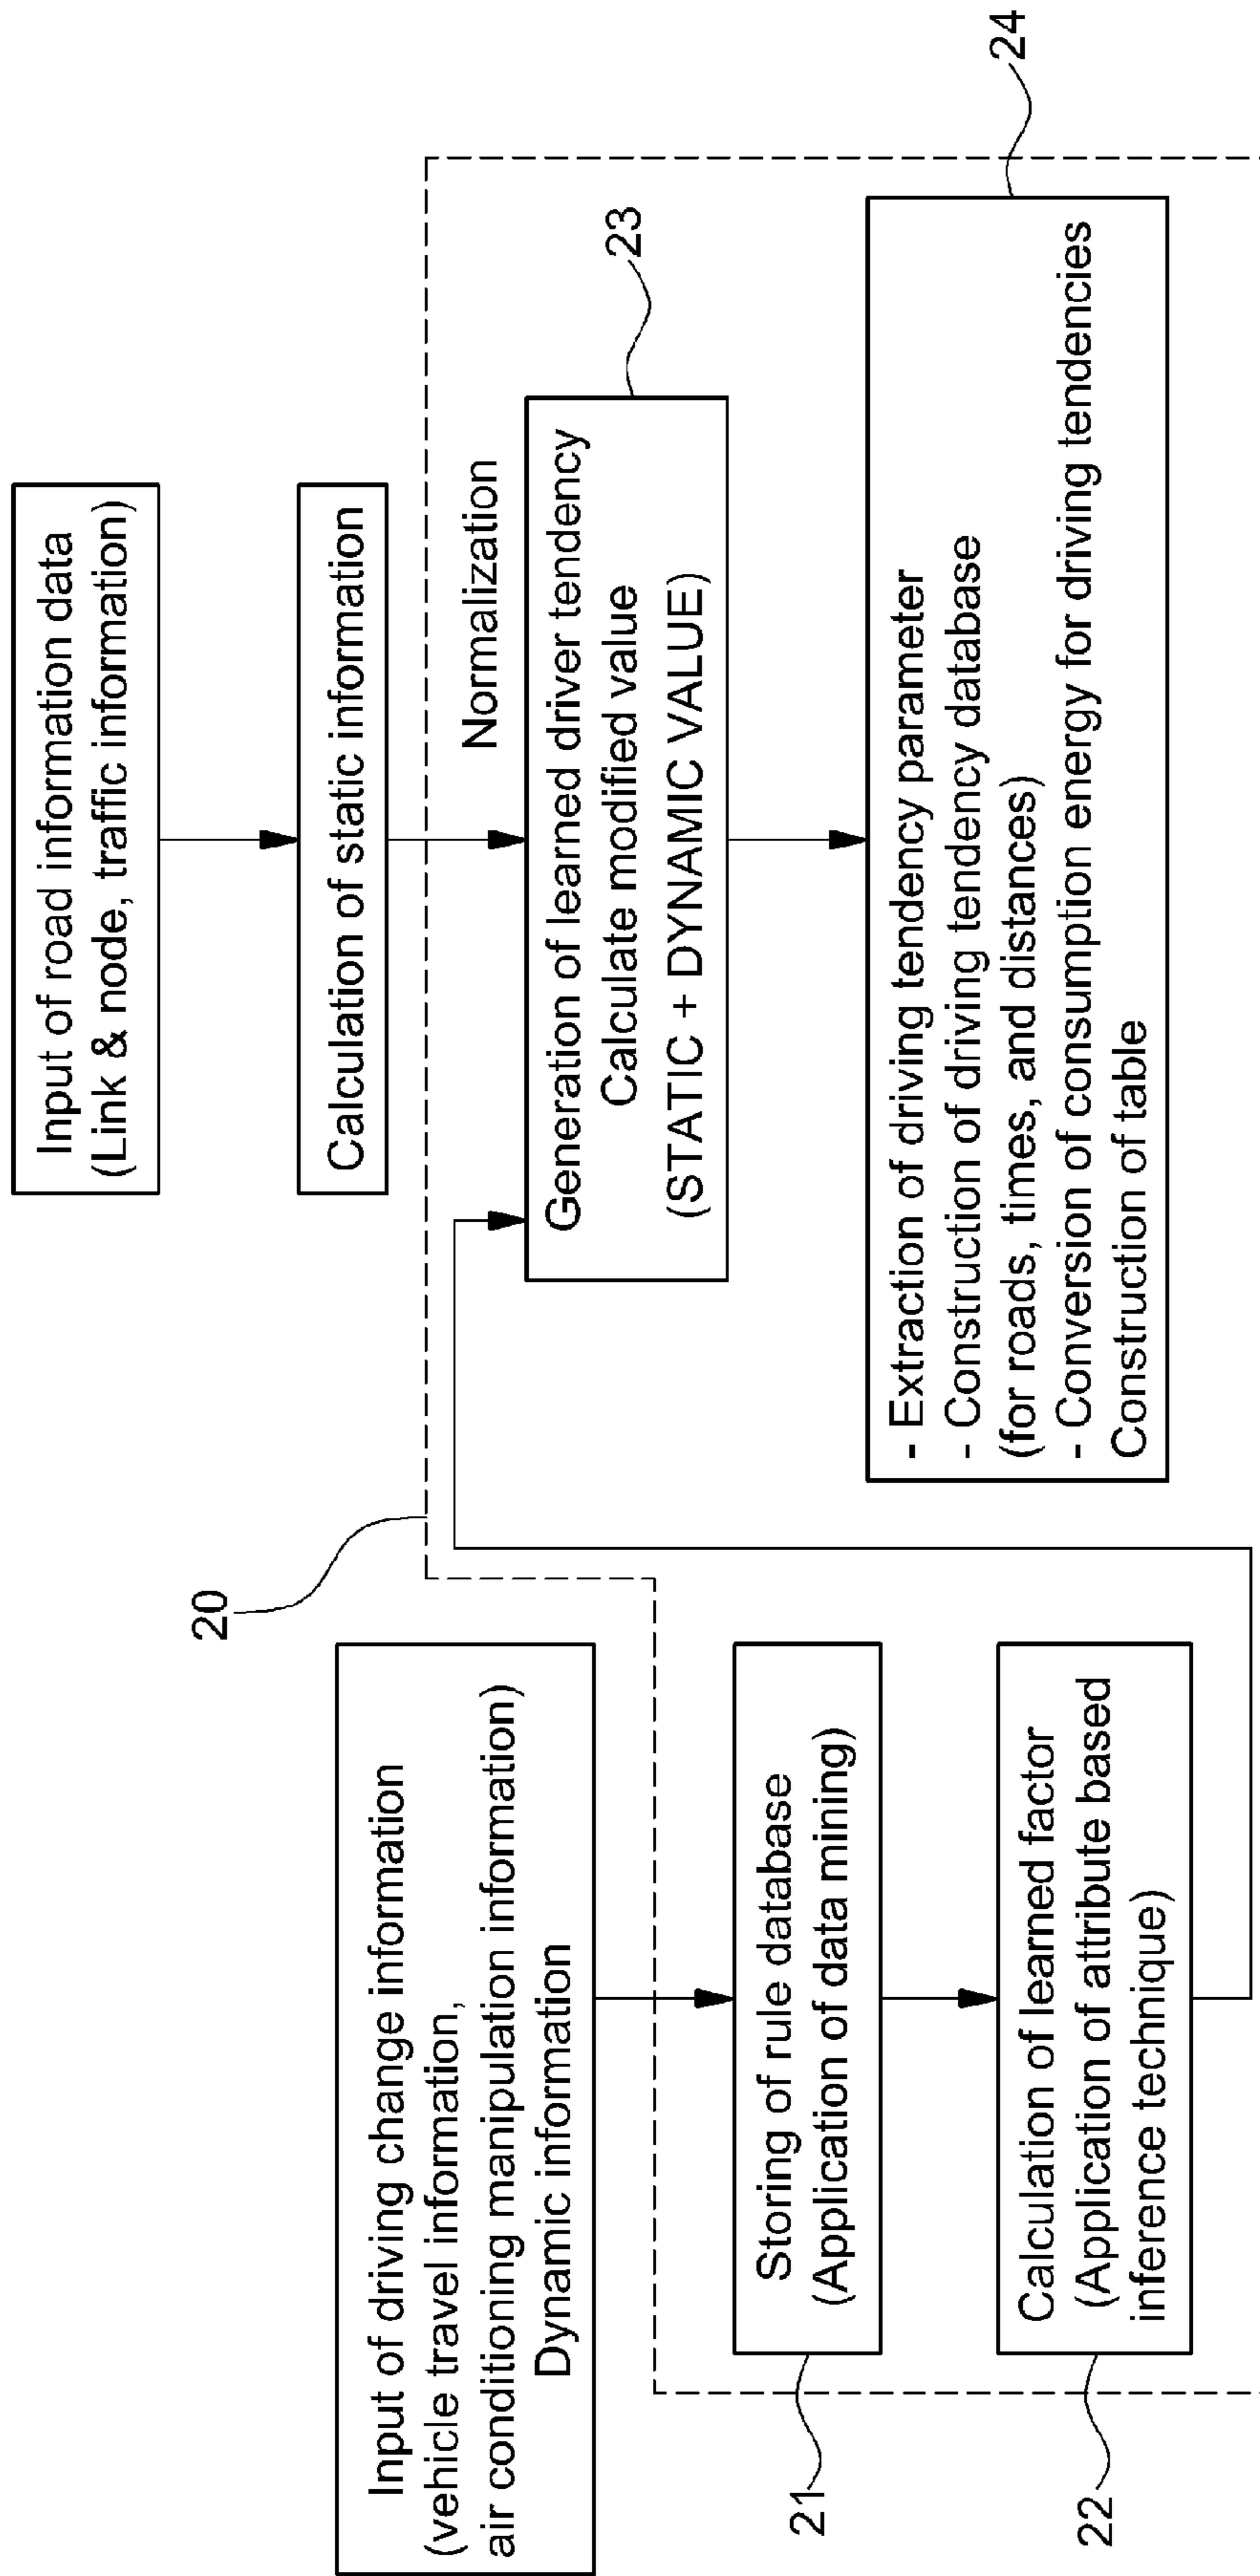 Input of driving change information
(vehicle travel information,
air conditioning manipulation information)
Dynamic information
20
Storing of rule database
(Application of data mining)
21
Calculation of learned factor
(Application of attribute based
inference technique)
22
Input of road information data
(Link & node, traffic information)
Calculation of static information
Normalization
Generation of learned driver tendency
Calculate modified value
(STATIC + DYNAMIC VALUE)
23
- Extraction of driving tendency parameter
- Construction of driving tendency database
(for roads, times, and distances)
- Conversion of consumption energy for driving tendencies
Construction of table
24